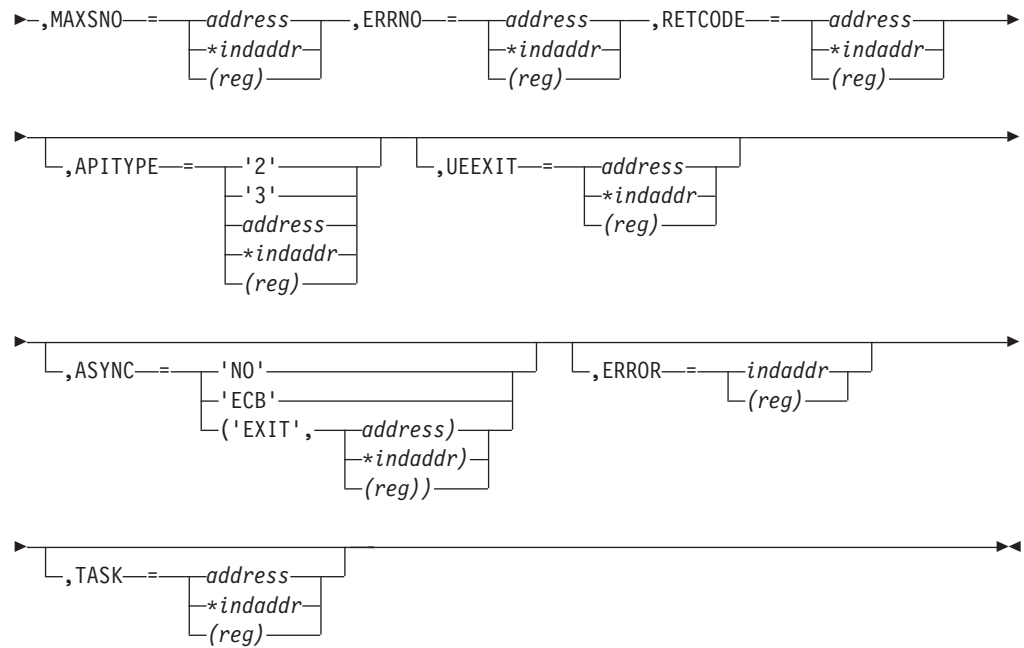 ,MAXSNO = address ,ERRNO = address ,RETCODE = address
*indaddr *indaddr *indaddr
(reg) (reg) (reg)
,APITYPE = '2' ,UEEXIT = address
'3' *indaddr
address (reg)
*indaddr
(reg)
,ASYNC = 'NO' ,ERROR = indaddr
'ECB' (reg)
('EXIT', address)
*indaddr)
(reg))
,TASK = address
*indaddr
(reg)